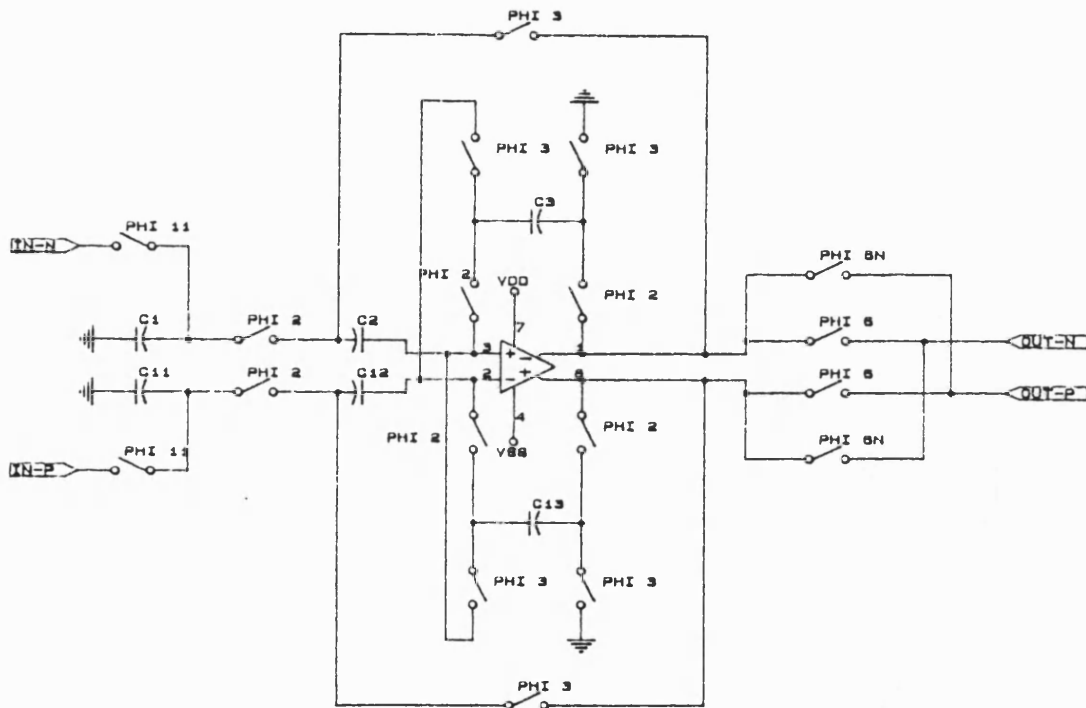 PHI 3
PHI 3
PHI 3
C3
PHI 11
IN-N
PHI 2
VDD
PHI 2
PHI 6N
C1
PHI 2
C2
7
PHI 6
3
+
-
1
OUT-N
C11
PHI 2
C12
2
-
+
6
PHI 6
OUT-P
PHI 2
4
PHI 2
PHI 6N
IN-P
PHI 11
VSS
C13
PHI 3
PHI 3
PHI 3